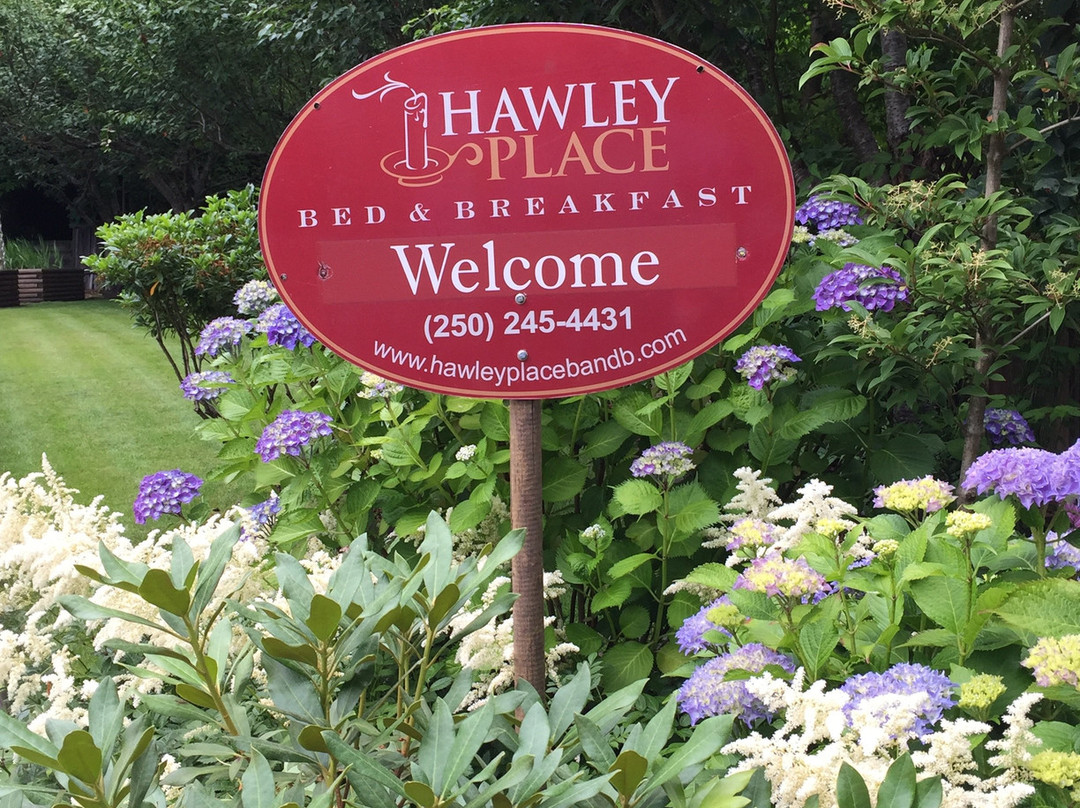 HAWLEY
PLACE
BED & BREAKFAST
Welcome
(250) 245-4431
www.hawleyplacebandb.com